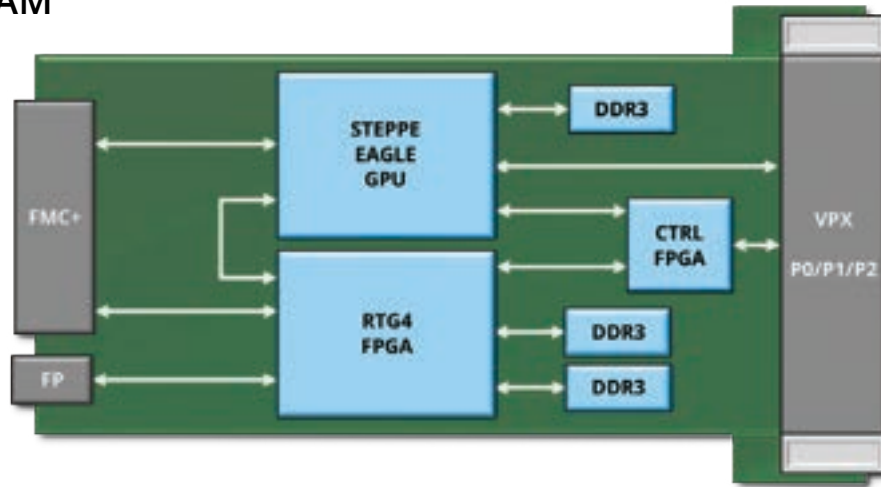 AM
STEPPE
EAGLE
GPU
DDR3
FMC+
CTRL
FPGA
VPX
P0/P1/P2
RTG4
FPGA
DDR3
FP
DDR3